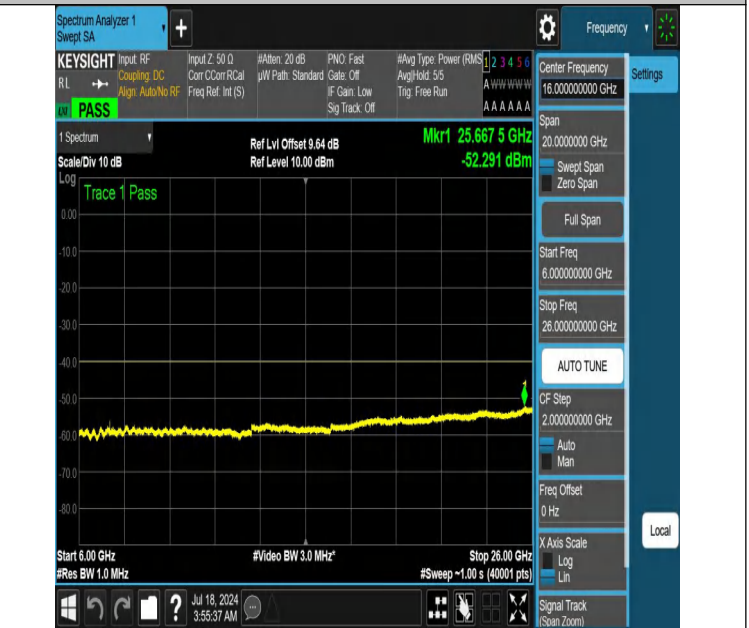 Spectrum Analyzer 1
Swept SA
+
Frequency
KEYSIGHT
RL
PASS
Input: RF
Coupling: DC
Align: Auto/No RF
Input Z: 50 Ω
Corr CCorr RCal
Freq Ref: Int (S)
#Atten: 20 dB
µW Path: Standard
PNO: Fast
Gate: Off
IF Gain: Low
Sig Track: Off
#Avg Type: Power (RMS
Avg|Hold: 5/5
Trig: Free Run
1 2 3 4 5 6
A W W W W W
A A A A A A
1 Spectrum
Scale/Div 10 dB
Ref Lvl Offset 9.64 dB
Ref Level 10.00 dBm
Mkr1 25.667 5 GHz
-52.291 dBm
Log
Trace 1 Pass
0.00
-10.0
-20.0
-30.0
-40.0
-50.0
-60.0
-70.0
-80.0
1
Start 6.00 GHz
#Res BW 1.0 MHz
#Video BW 3.0 MHz*
Stop 26.00 GHz
#Sweep ~1.00 s (40001 pts)
?
Jul 18, 2024
3:55:37 AM
Center Frequency
16.000000000 GHz
Settings
Span
20.0000000 GHz
Swept Span
Zero Span
Full Span
Start Freq
6.000000000 GHz
Stop Freq
26.000000000 GHz
AUTO TUNE
CF Step
2.000000000 GHz
Auto
Man
Freq Offset
0 Hz
X Axis Scale
Log
Lin
Signal Track
(Span Zoom)
Local